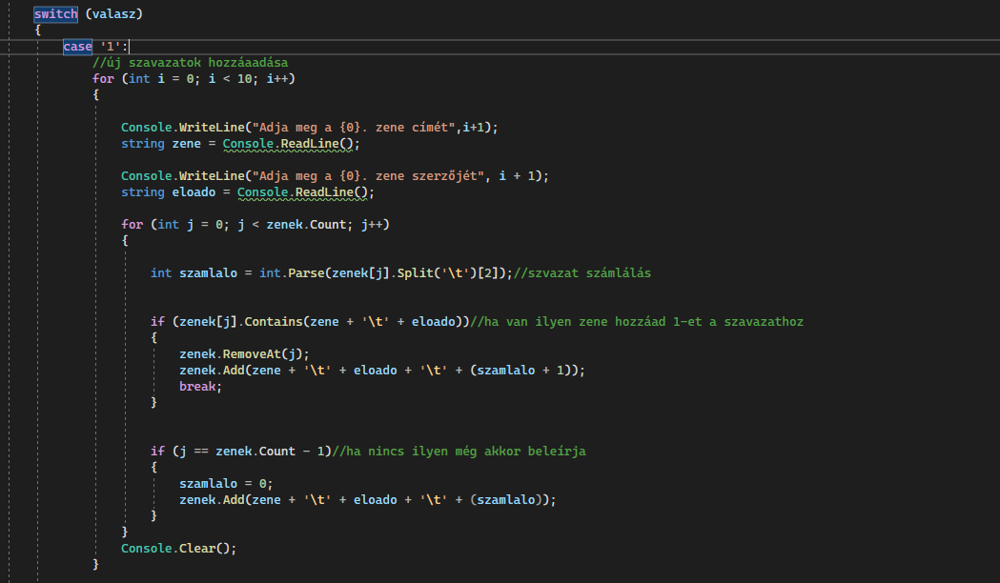 switch (valasz)
{
case '1':
//új szavazatok hozzáaadása
for (int i = 0; i < 10; i++)
{
Console.WriteLine("Adja meg a {0}. zene címét",i+1);
string zene = Console.ReadLine();
Console.WriteLine("Adja meg a {0}. zene szerzőjét", i + 1);
string eloado = Console.ReadLine();
for (int j = 0; j < zenek.Count; j++)
{
int szamlalo = int.Parse(zenek[j].Split('\t')[2]);//szvazat számlálás
if (zenek[j].Contains(zene + '\t' + eloado))//ha van ilyen zene hozzáad 1-et a szavazathoz
{
zenek.RemoveAt(j);
zenek.Add(zene + '\t' + eloado + '\t' + (szamlalo + 1));
break;
}
if (j == zenek.Count - 1)//ha nincs ilyen még akkor beleírja
{
szamlalo = 0;
zenek.Add(zene + '\t' + eloado + '\t' + (szamlalo));
}
}
Console.Clear();
}